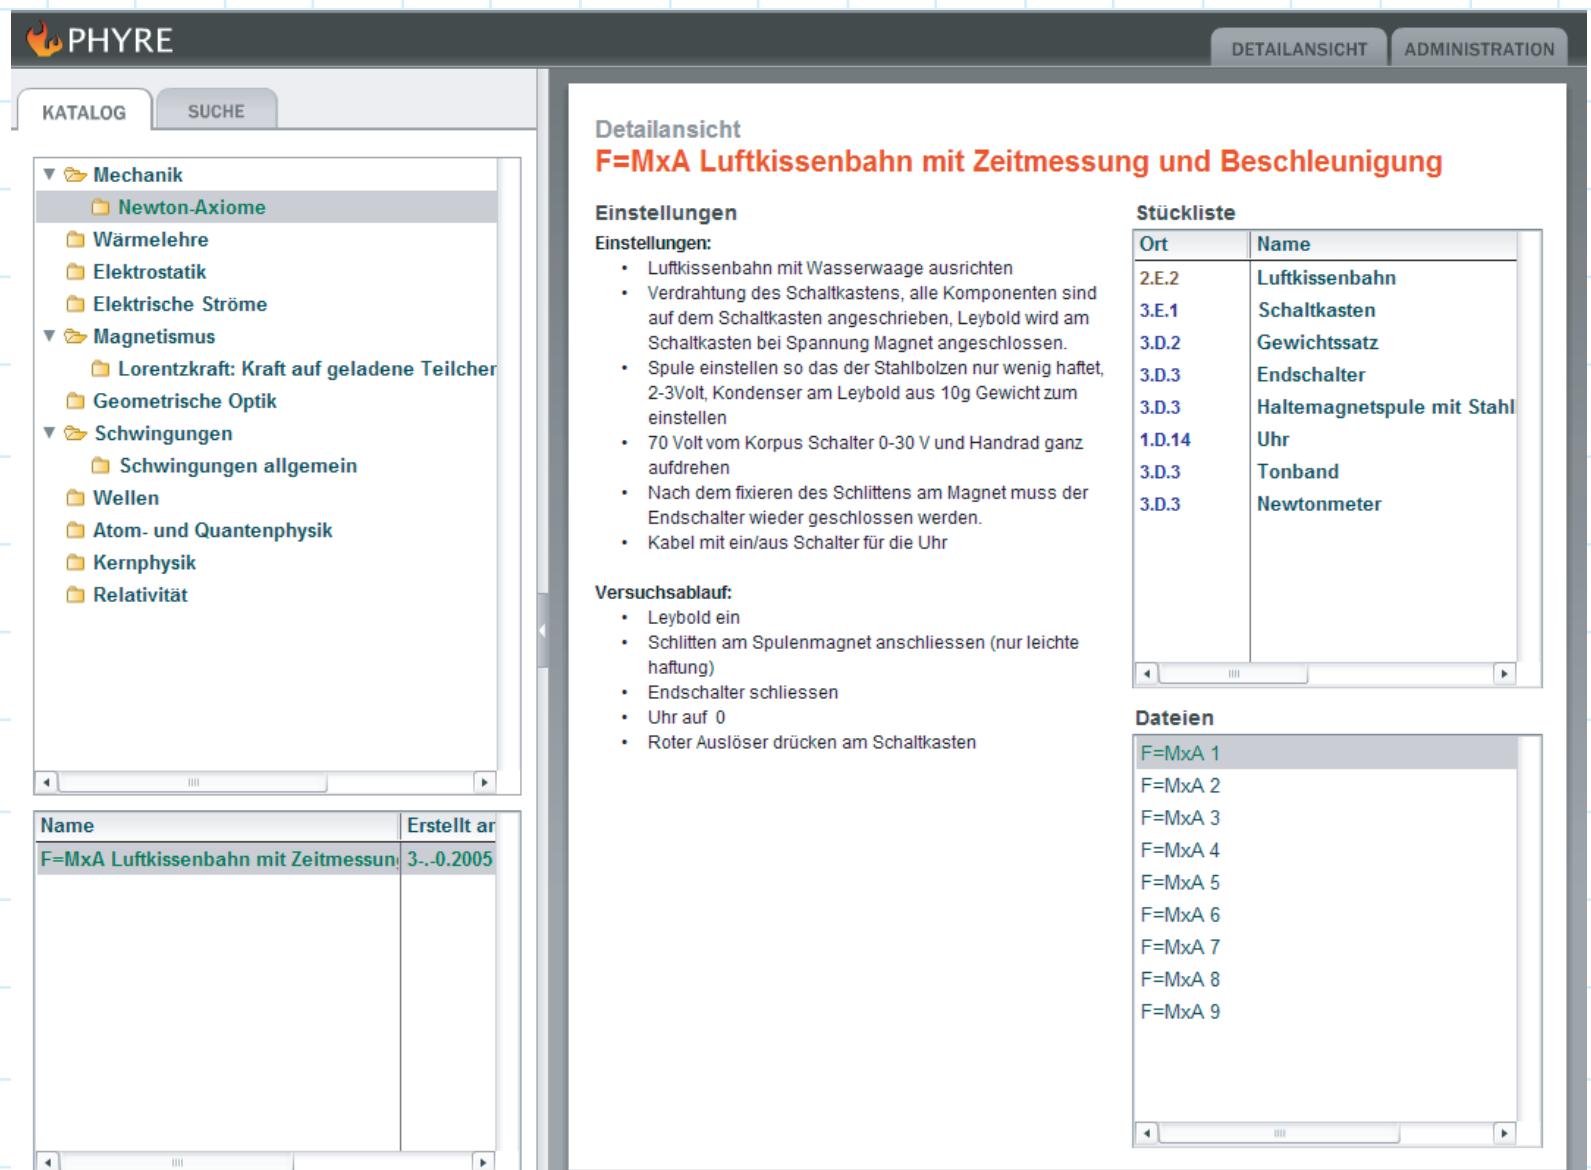 PHYRE
DETAILANSICHT
ADMINISTRATION
KATALOG
SUCHE
Mechanik
Newton-Axiome
Wärmelehre
Elektrostatik
Elektrische Ströme
Magnetismus
Lorentzkraft: Kraft auf geladene Teilcher
Geometrische Optik
Schwingungen
Schwingungen allgemein
Wellen
Atom- und Quantenphysik
Kernphysik
Relativität
Name Erstellt ar
F=MxA Luftkissenbahn mit Zeitmessung 3-.-0.2005
Detailansicht
F=MxA Luftkissenbahn mit Zeitmessung und Beschleunigung
Einstellungen
Einstellungen:
• Luftkissenbahn mit Wasserwaage ausrichten
• Verdrahtung des Schaltkastens, alle Komponenten sind
auf dem Schaltkasten angeschrieben, Leybold wird am
Schaltkasten bei Spannung Magnet angeschlossen.
• Spule einstellen so das der Stahlbolzen nur wenig haftet,
2-3Volt, Kondenser am Leybold aus 10g Gewicht zum
einstellen
• 70 Volt vom Korpus Schalter 0-30 V und Handrad ganz
aufdrehen
• Nach dem fixieren des Schlittens am Magnet muss der
Endschalter wieder geschlossen werden.
• Kabel mit ein/aus Schalter für die Uhr
Versuchsablauf:
• Leybold ein
• Schlitten am Spulenmagnet anschliessen (nur leichte
haftung)
• Endschalter schliessen
• Uhr auf 0
• Roter Auslöser drücken am Schaltkasten
Stückliste
Ort Name
2.E.2 Luftkissenbahn
3.E.1 Schaltkasten
3.D.2 Gewichtssatz
3.D.3 Endschalter
3.D.3 Haltemagnetspule mit Stahl
1.D.14 Uhr
3.D.3 Tonband
3.D.3 Newtonmeter
Dateien
F=MxA 1
F=MxA 2
F=MxA 3
F=MxA 4
F=MxA 5
F=MxA 6
F=MxA 7
F=MxA 8
F=MxA 9